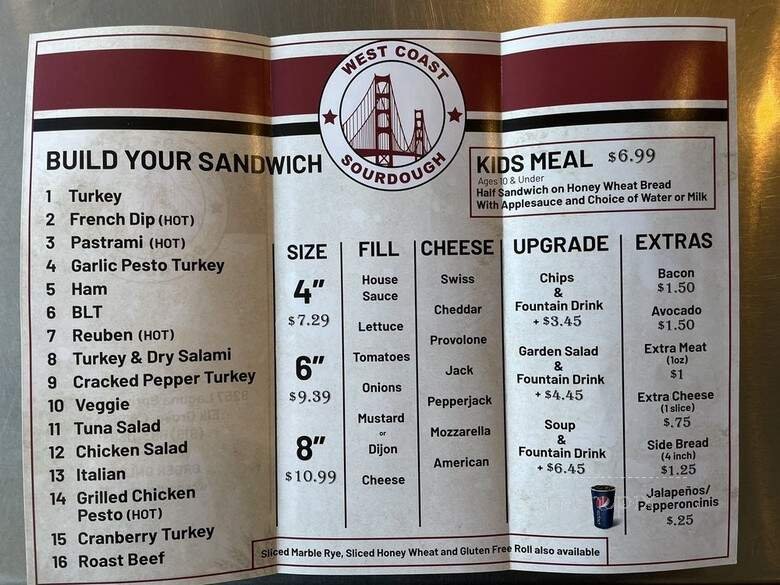 WEST COAST
SOURDOUGH
BUILD YOUR SANDWICH
1 Turkey
2 French Dip (HOT)
3 Pastrami (HOT)
4 Garlic Pesto Turkey
5 Ham
6 BLT
7 Reuben (HOT)
8 Turkey & Dry Salami
9 Cracked Pepper Turkey
10 Veggie
11 Tuna Salad
12 Chicken Salad
13 Italian
14 Grilled Chicken
Pesto (HOT)
15 Cranberry Turkey
16 Roast Beef
KIDS MEAL $6.99
Ages 10 & Under
Half Sandwich on Honey Wheat Bread
With Applesauce and Choice of Water or Milk
SIZE
4"
$7.29
6"
$9.39
8"
$10.99
FILL
House
Sauce
Lettuce
Tomatoes
Onions
Mustard
or
Dijon
Cheese
CHEESE
Swiss
Cheddar
Provolone
Jack
Pepperjack
Mozzarella
American
UPGRADE
Chips
&
Fountain Drink
+ $3.45
Garden Salad
&
Fountain Drink
+ $4.45
Soup
&
Fountain Drink
+ $6.45
EXTRAS
Bacon
$1.50
Avocado
$1.50
Extra Meat
(1oz)
$1
Extra Cheese
(1 slice)
$.75
Side Bread
(4 inch)
$1.25
Jalapeños/
Pepperoncinis
$.25
Sliced Marble Rye, Sliced Honey Wheat and Gluten Free Roll also available